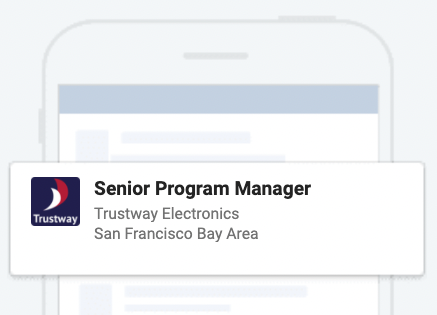 Senior Program Manager
Trustway
Trustway Electronics
San Francisco Bay Area